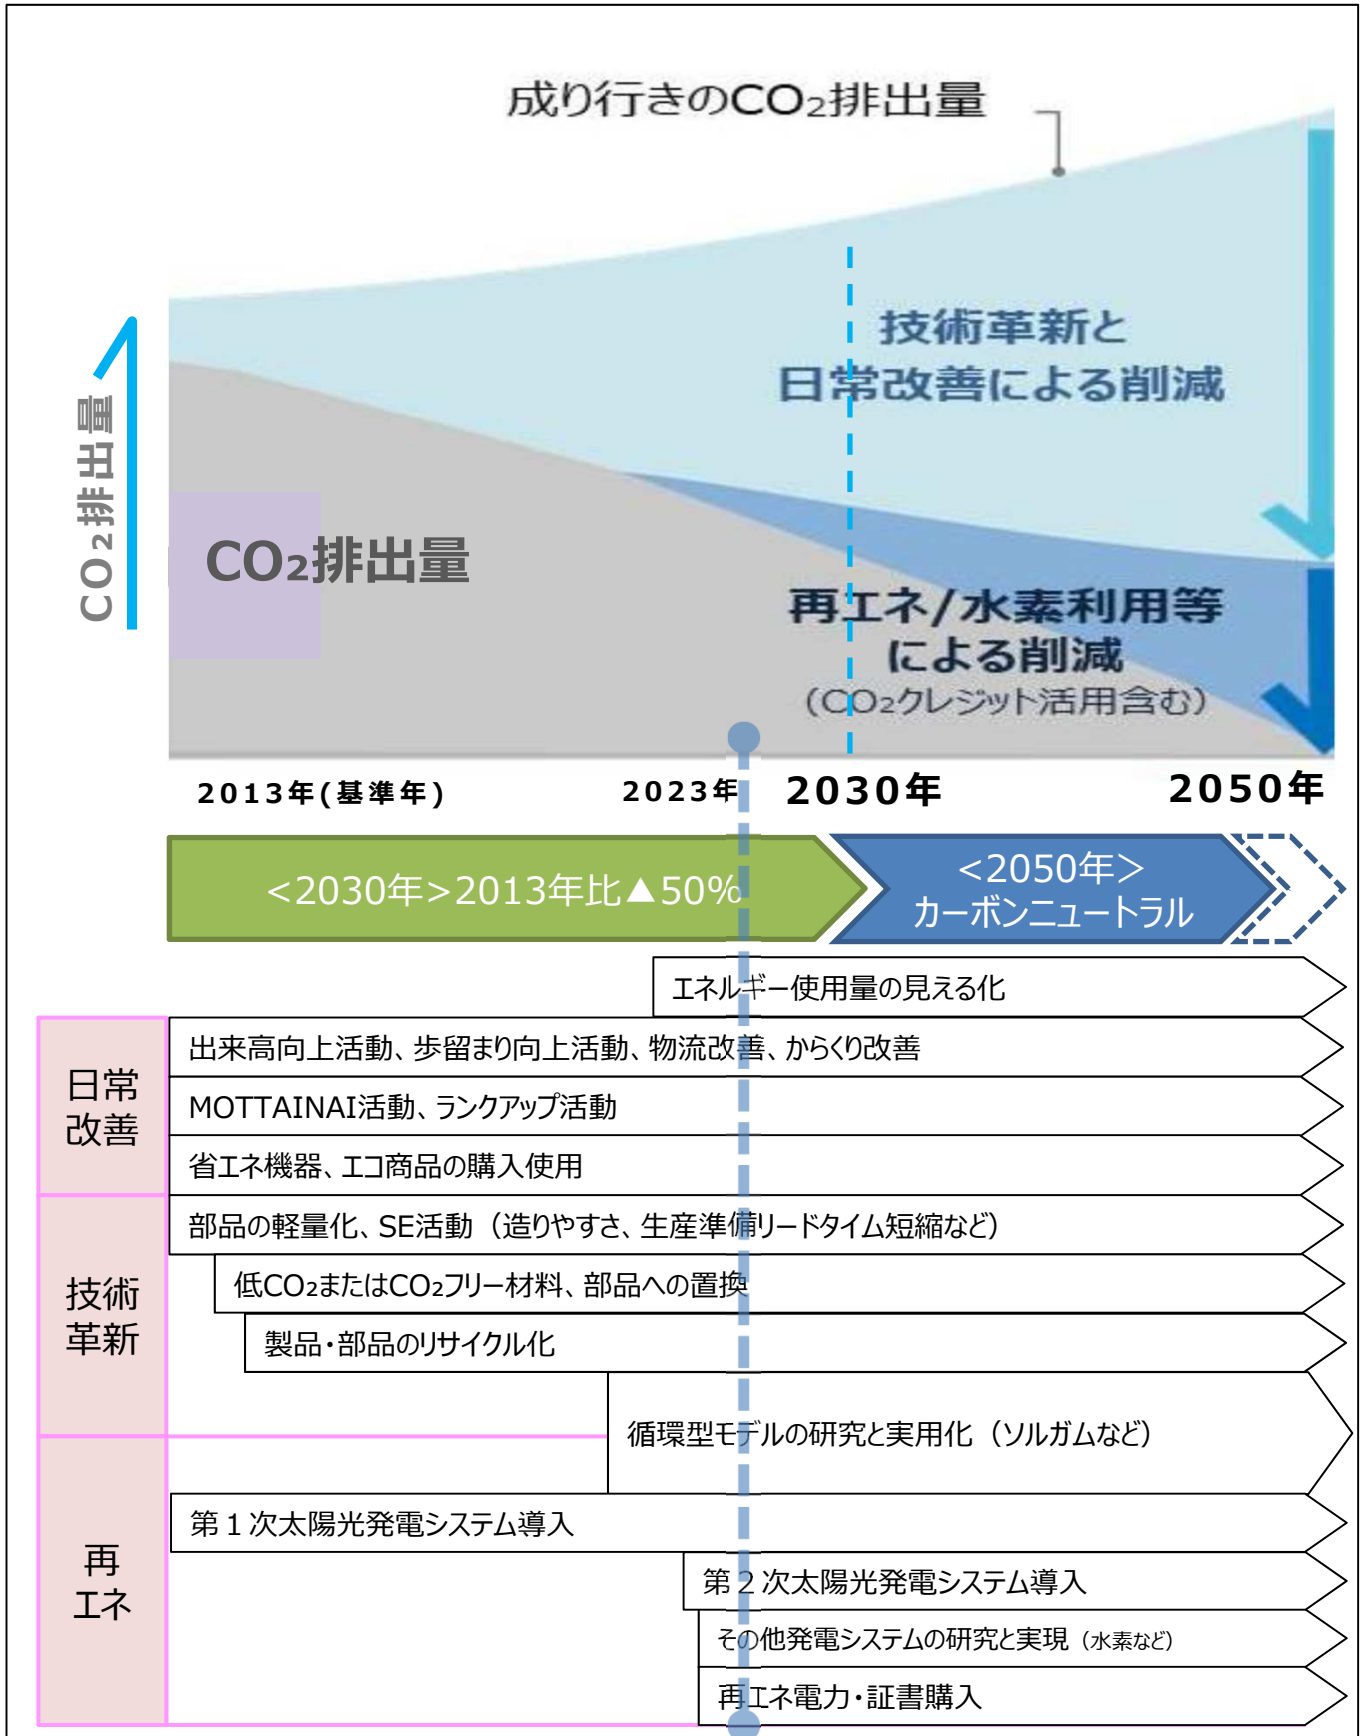 成り行きのCO₂排出量
技術革新と
日常改善による削減
CO₂排出量
CO₂排出量
再エネ/水素利用等
による削減
(CO₂クレジット活用含む)
2013年(基準年)
2023年
2030年
2050年
<2030年>2013年比▲50%
<2050年>
カーボンニュートラル
エネルギー使用量の見える化
日常
改善
出来高向上活動、歩留まり向上活動、物流改善、からくり改善
MOTTAINAI活動、ランクアップ活動
省エネ機器、エコ商品の購入使用
技術
革新
部品の軽量化、SE活動（造りやすさ、生産準備リードタイム短縮など）
低CO₂またはCO₂フリー材料、部品への置換
製品・部品のリサイクル化
循環型モデルの研究と実用化（ソルガムなど）
再
エネ
第１次太陽光発電システム導入
第２次太陽光発電システム導入
その他発電システムの研究と実現（水素など）
再エネ電力・証書購入